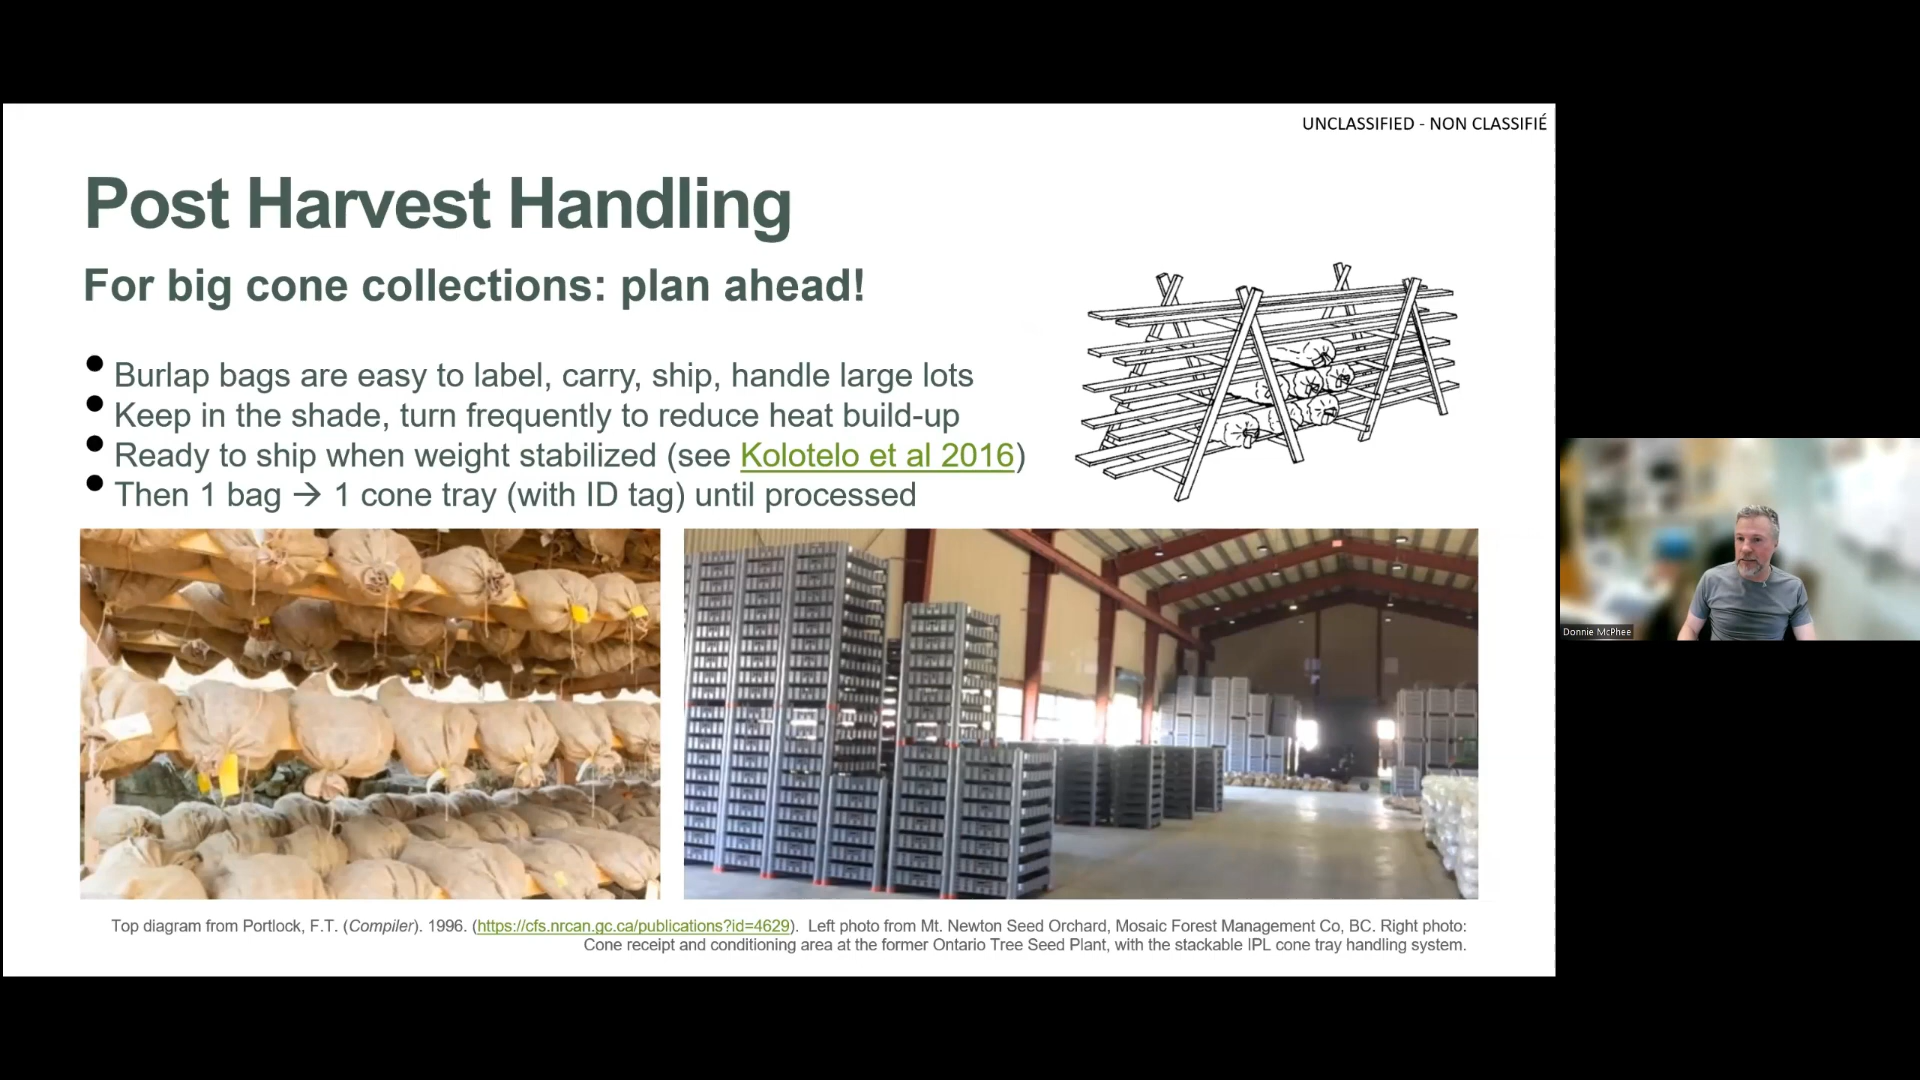 UNCLASSIFIED - NON CLASSIFIÉ
Post Harvest Handling
For big cone collections: plan ahead!
• Burlap bags are easy to label, carry, ship, handle large lots
• Keep in the shade, turn frequently to reduce heat build-up
• Ready to ship when weight stabilized (see Kolotelo et al 2016)
• Then 1 bag → 1 cone tray (with ID tag) until processed
Top diagram from Portlock, F.T. (Compiler). 1996. (https://cfs.nrcan.gc.ca/publications?id=4629). Left photo from Mt. Newton Seed Orchard, Mosaic Forest Management Co, BC. Right photo:
Cone receipt and conditioning area at the former Ontario Tree Seed Plant, with the stackable IPL cone tray handling system.
Donnie McPhee